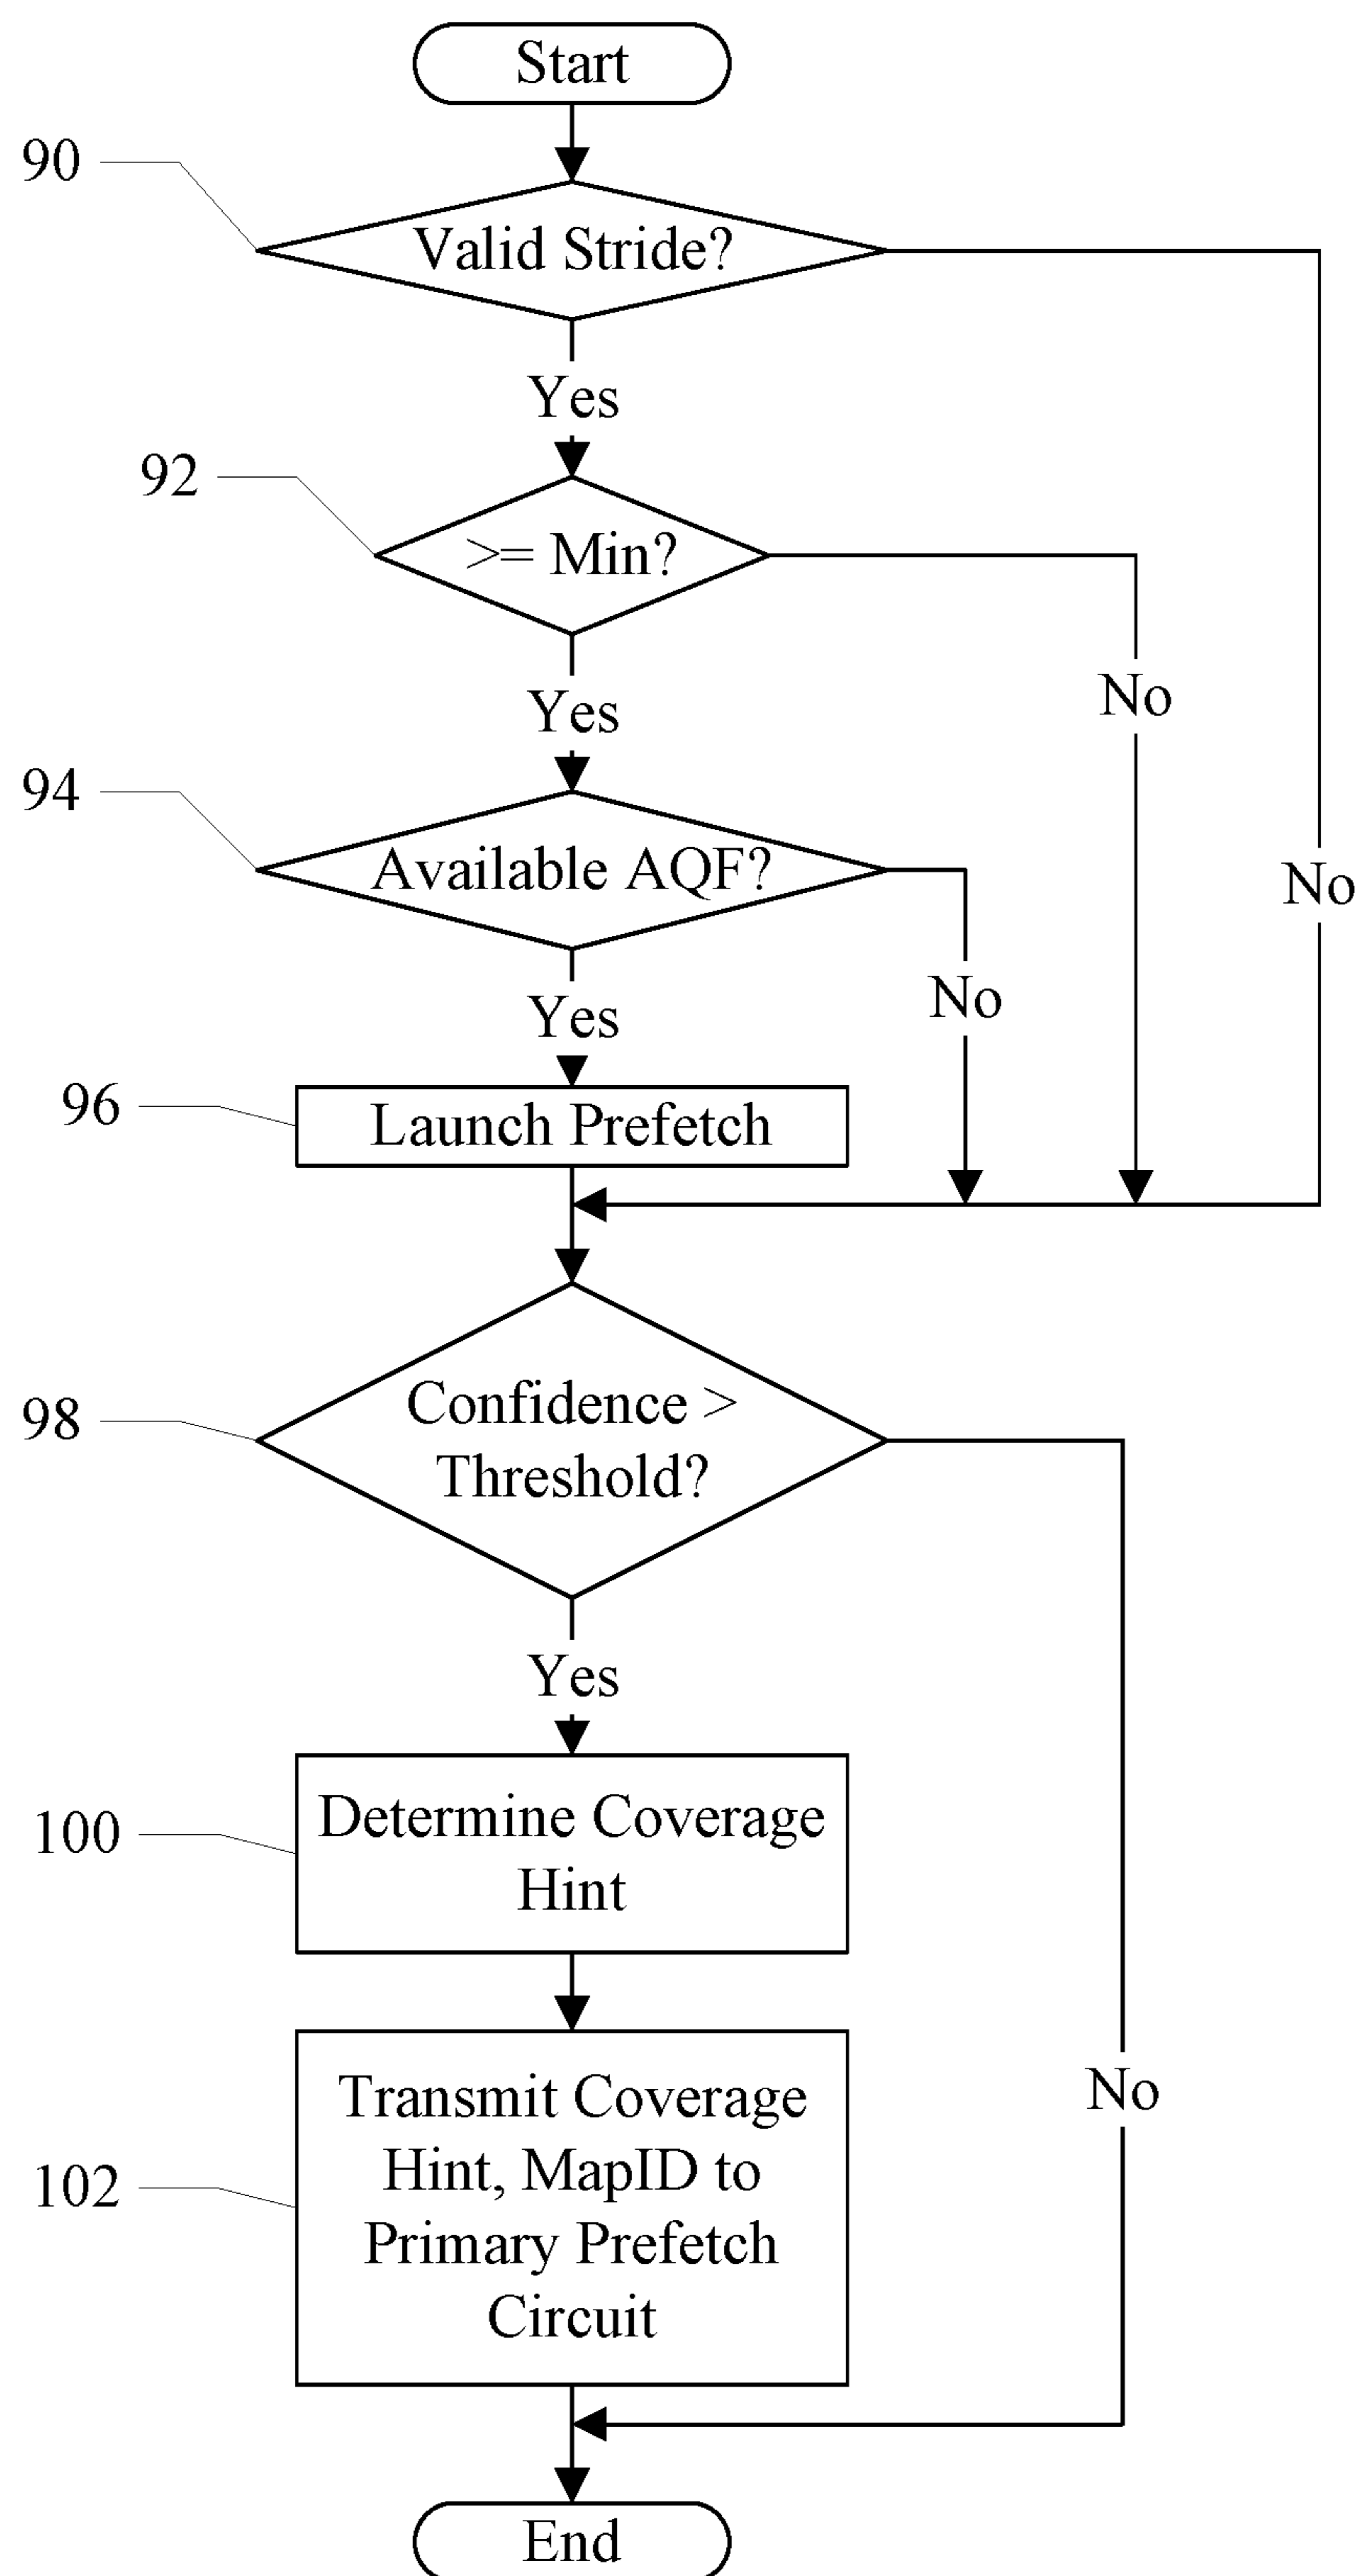 Start
90
Valid Stride?
Yes
92
>= Min?
No
Yes
94
Available AQF?
No
No
Yes
96
Launch Prefetch
98
Confidence >
Threshold?
Yes
100
Determine Coverage
Hint
No
102
Transmit Coverage
Hint, MapID to
Primary Prefetch
Circuit
End